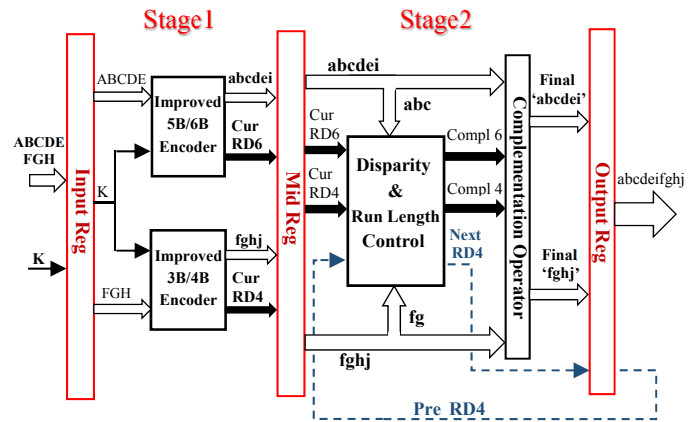 Stage1
Stage2
ABCDE
FGH
K
Input Reg
ABCDE
K
FGH
Improved
5B/6B
Encoder
Improved
3B/4B
Encoder
abcdei
Cur
RD6
fghj
Cur
RD4
Mid Reg
abcdei
abc
Cur
RD6
Cur
RD4
Disparity
&
Run Length
Control
fg
fghj
Compl 6
Compl 4
Next
RD4
Pre_RD4
Complementation Operator
Final
‘abcdei’
Final
‘fghj’
Output Reg
abcdeifghj